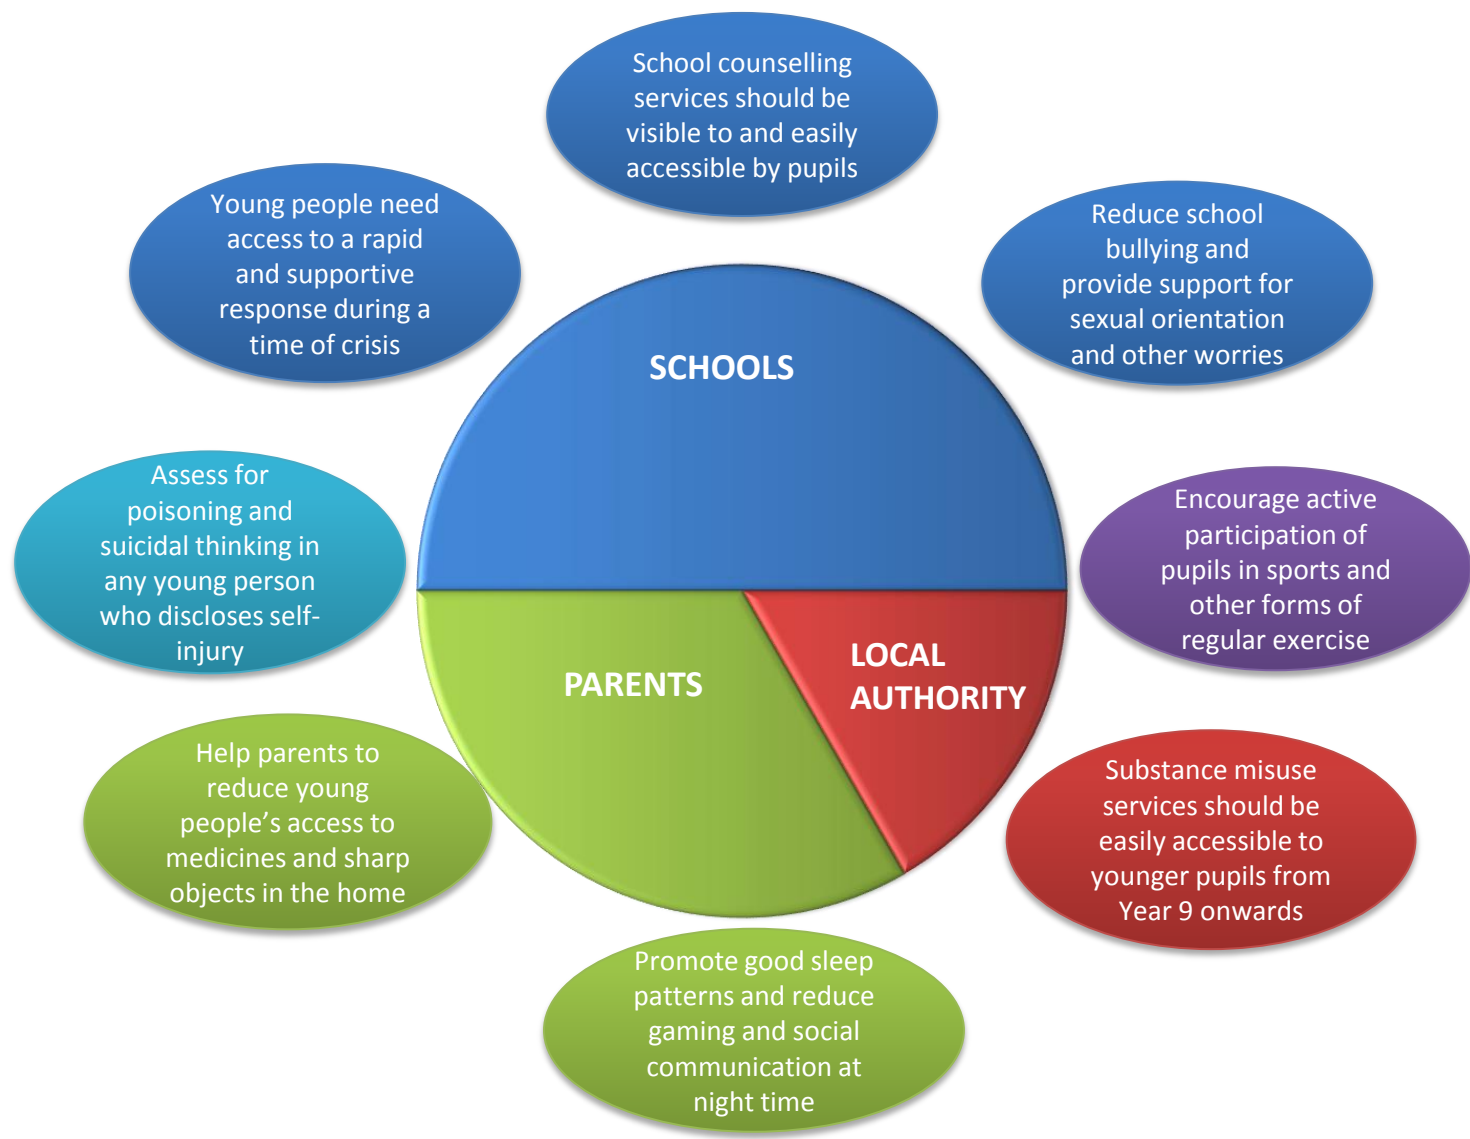 School counselling
services should be
visible to and easily
accessible by pupils
Young people need
access to a rapid
and supportive
response during a
time of crisis
Reduce school
bullying and
provide support for
sexual orientation
and other worries
SCHOOLS
Assess for
poisoning and
suicidal thinking in
any young person
who discloses self-
injury
Encourage active
participation of
pupils in sports and
other forms of
regular exercise
PARENTS
LOCAL
AUTHORITY
Help parents to
reduce young
people’s access to
medicines and sharp
objects in the home
Substance misuse
services should be
easily accessible to
younger pupils from
Year 9 onwards
Promote good sleep
patterns and reduce
gaming and social
communication at
night time